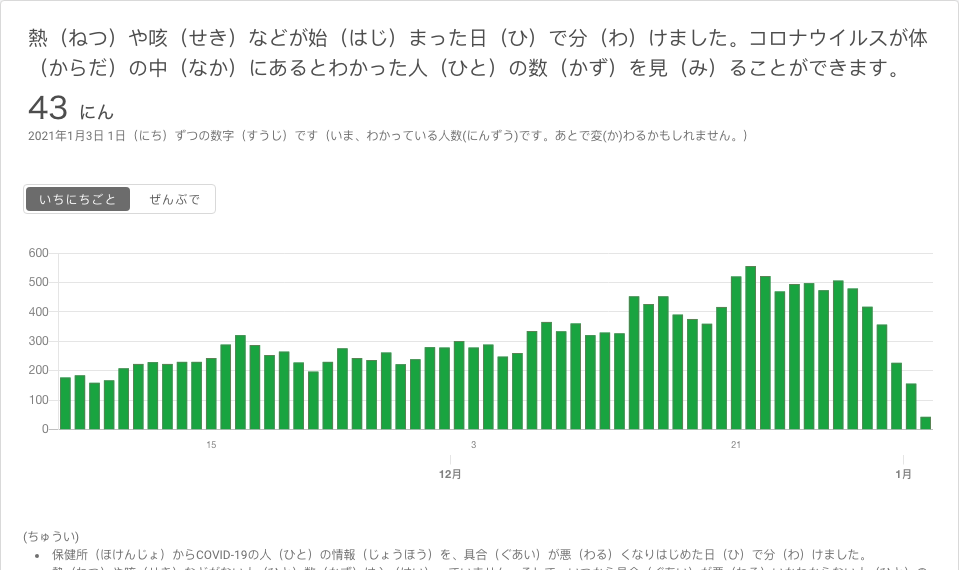 熱（ねつ）や咳（せき）などが始（はじ）まった日（ひ）で分（わ）けました。コロナウイルスが体
（からだ）の中（なか）にあるとわかった人（ひと）の数（かず）を見（み）ることができます。
43 にん
2021年1月3日 1日（にち）ずつの数字（すうじ）です（いま、わかっている人数(にんずう)です。あとで変(か)わるかもしれません。）
いちにちごと ぜんぶで
600
500
400
300
200
100
0
15 3 21
12月 1月
(ちゅうい)
• 保健所（ほけんじょ）からCOVID-19の人（ひと）の情報（じょうほう）を、具合（ぐあい）が悪（わる）くなりはじめた日（ひ）で分（わ）けました。